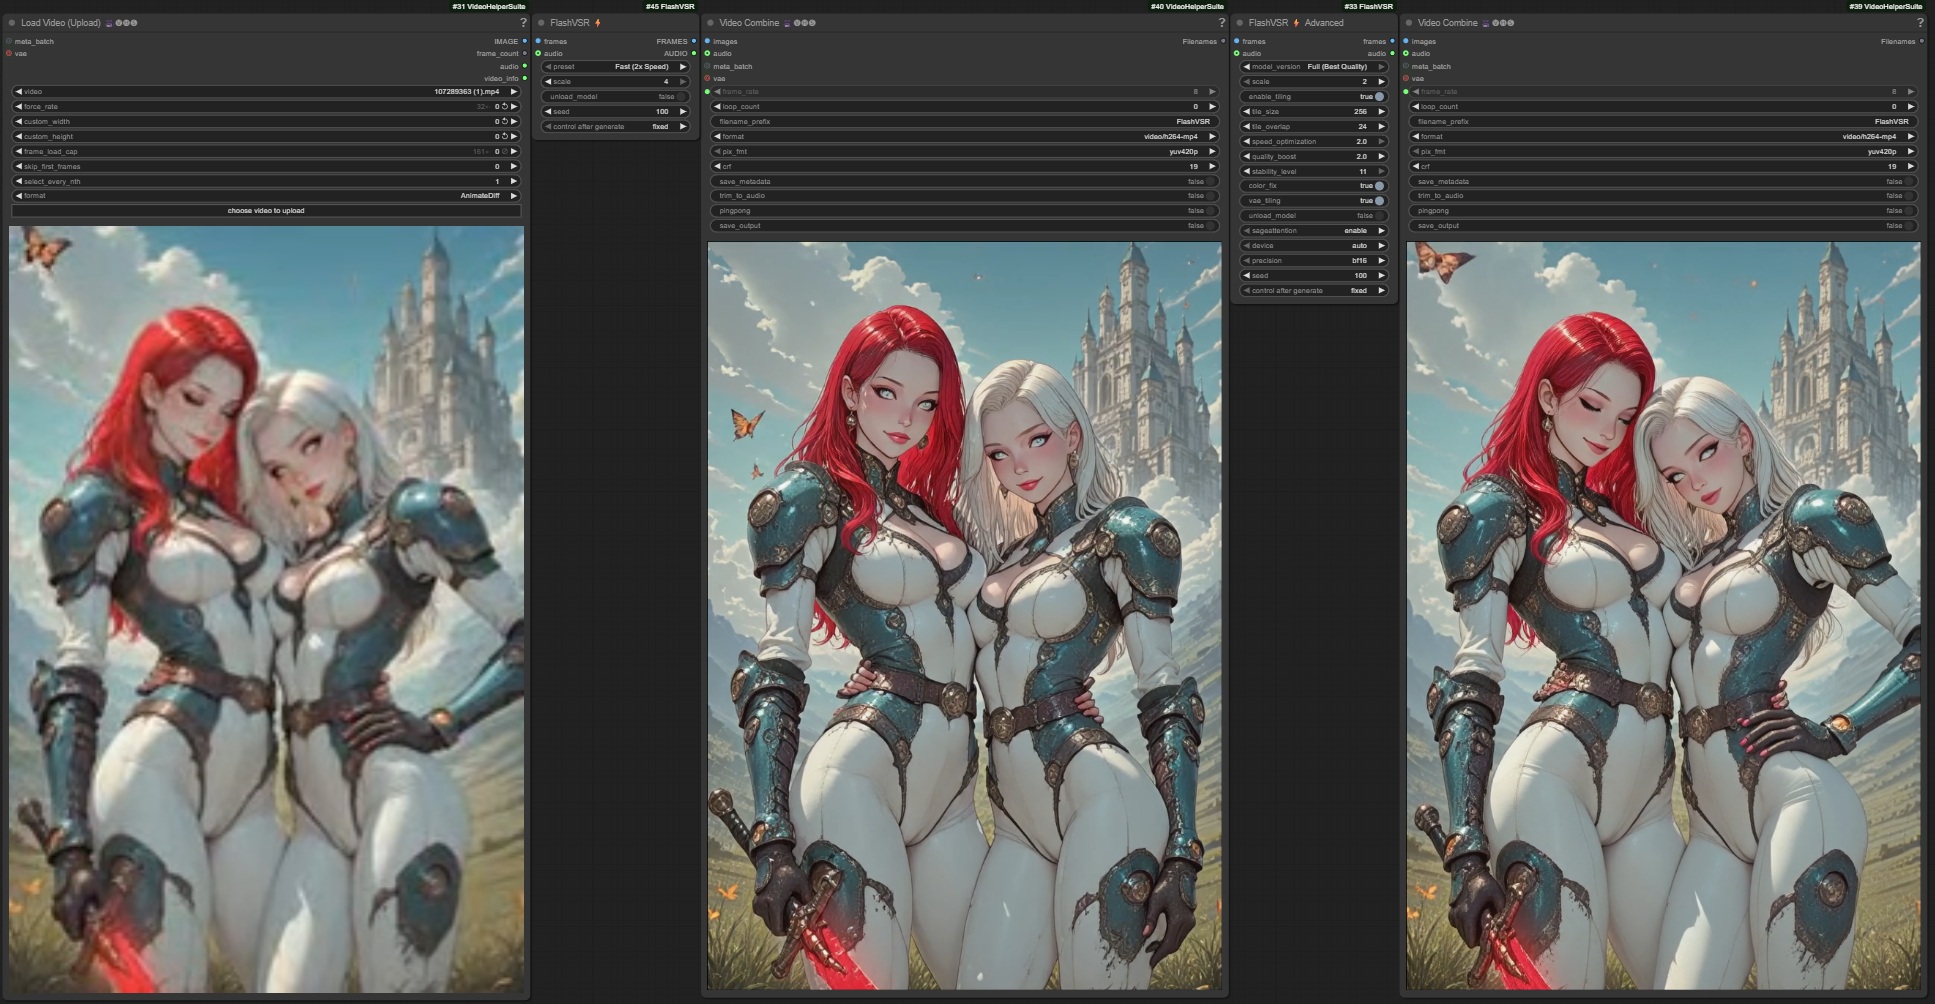 #31 VideoHelperSuite
Load Video (Upload)
?
meta_batch IMAGE
vae frame_count
audio
video_info
video 107289363 (1).mp4
force_rate 0
custom_width 0
custom_height 0
frame_load_cap 0
skip_first_frames 0
select_every_nth 1
format AnimateDiff
choose video to upload
#45 FlashVSR
FlashVSR
frames FRAMES
audio AUDIO
preset Fast (2x Speed)
scale 4
unload_model false
seed 100
control after generate fixed
#40 VideoHelperSuite
Video Combine
?
images Filenames
audio
meta_batch
vae
frame_rate 8
loop_count 0
filename_prefix FlashVSR
format video/h264-mp4
pix_fmt yuv420p
crf 19
save_metadata false
trim_to_audio false
pingpong false
save_output false
#33 FlashVSR
FlashVSR Advanced
frames frames
audio audio
model_version Full (Best Quality)
scale 2
enable_tiling true
tile_size 256
tile_overlap 24
speed_optimization 2.0
quality_boost 2.0
stability_level 11
color_fix true
vae_tiling true
unload_model false
sageattention enable
device auto
precision bf16
seed 100
control after generate fixed
#39 VideoHelperSuite
Video Combine
?
images Filenames
audio
meta_batch
vae
frame_rate 8
loop_count 0
filename_prefix FlashVSR
format video/h264-mp4
pix_fmt yuv420p
crf 19
save_metadata false
trim_to_audio false
pingpong false
save_output false